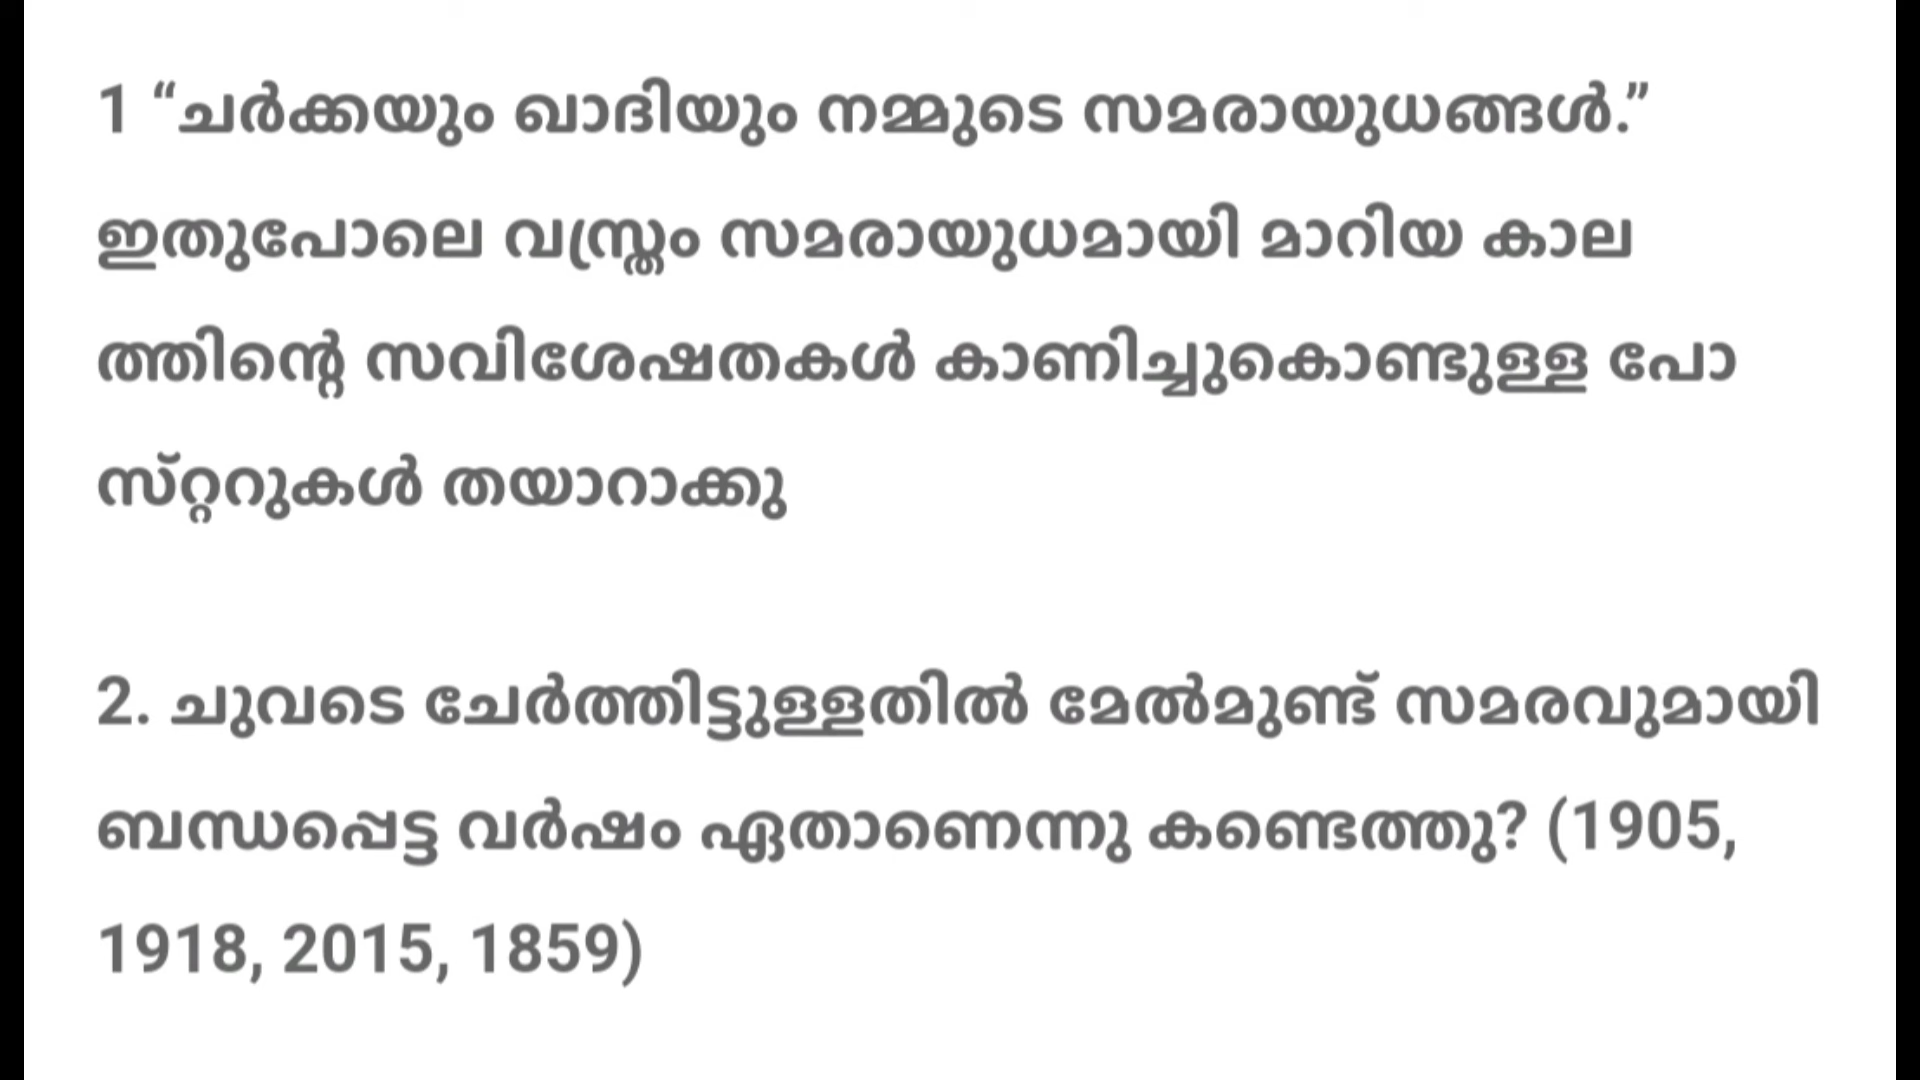 1 “ചർക്കയും ഖാദിയും നമ്മുടെ സമരായുധങ്ങൾ.”
ഇതുപോലെ വസ്ത്രം സമരായുധമായി മാറിയ കാല
ത്തിന്റെ സവിശേഷതകൾ കാണിച്ചുകൊണ്ടുള്ള പോ
സ്റ്ററുകൾ തയാറാക്കു
2. ചുവടെ ചേർത്തിട്ടുള്ളതിൽ മേൽമുണ്ട് സമരവുമായി
ബന്ധപ്പെട്ട വർഷം ഏതാണെന്നു കണ്ടെത്തു? (1905,
1918, 2015, 1859)